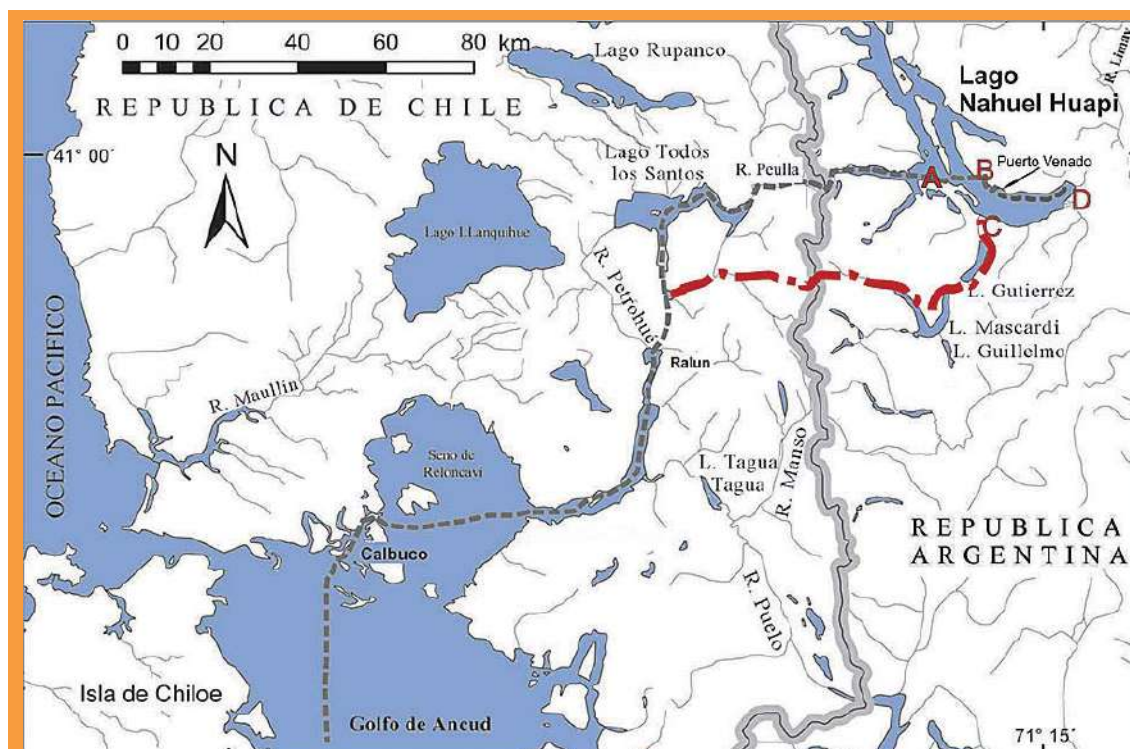 0 10 20 40 60 80 km
REPUBLICA DE CHILE
Lago Rupanco
R. Limay
Lago
Nahuel Huapi
41° 00´
N
Lago Todos
los Santos
R. Peulla
A
B
Puerto Venado
D
C
Lago LLanquihue
R. Petrohué
L. Gutierrez
L. Mascardi
L. Guillelmo
Ralun
R. Maullin
OCEANO PACIFICO
Seno de
Reloncavi
L. Tagua
Tagua
R. Manso
REPUBLICA
ARGENTINA
Calbuco
R. Puelo
Isla de Chiloe
Golfo de Ancud
71° 15´